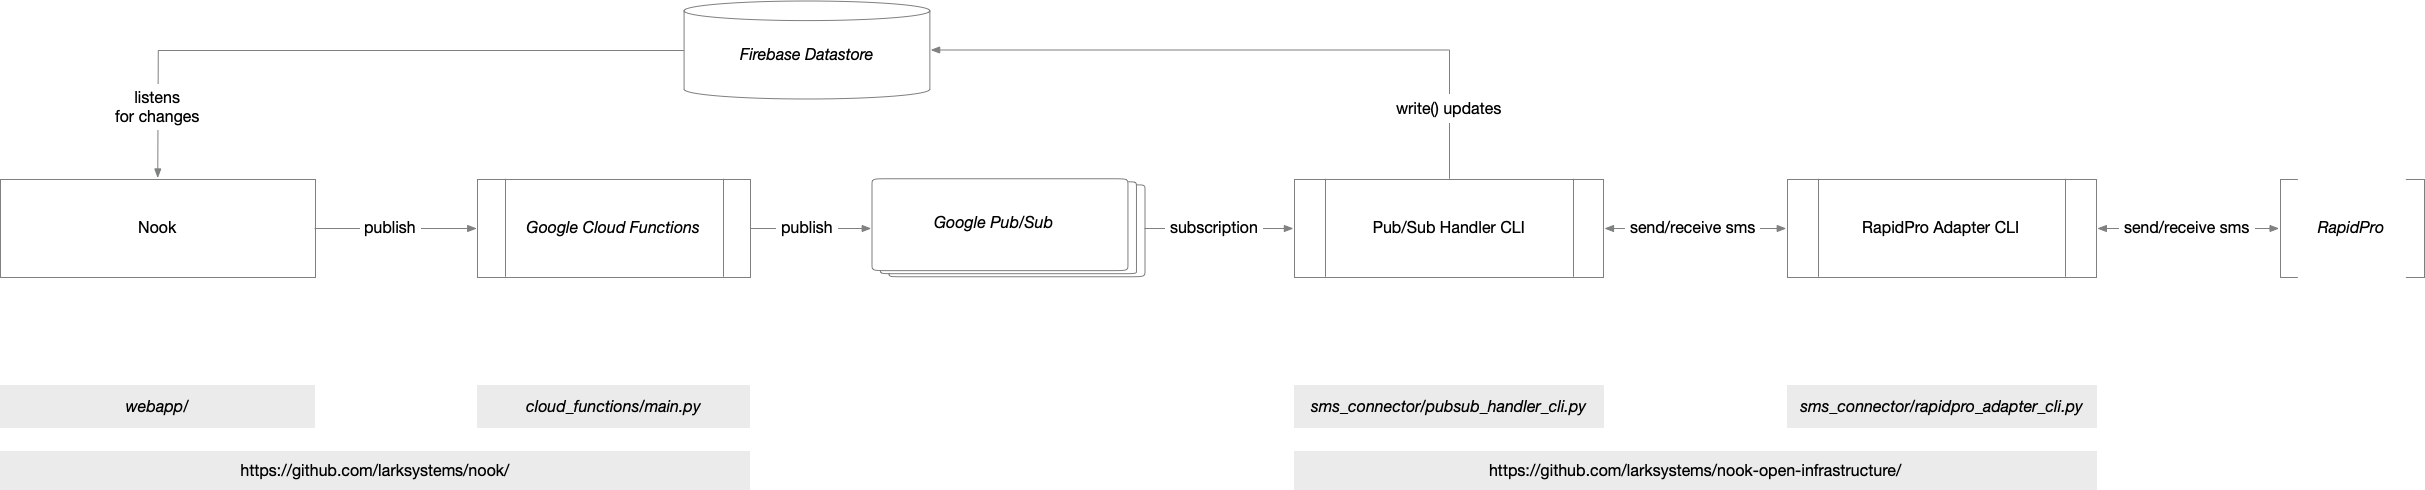 Firebase Datastore
listens
for changes
write() updates
Nook
publish
Google Cloud Functions
publish
Google Pub/Sub
subscription
Pub/Sub Handler CLI
send/receive sms
RapidPro Adapter CLI
send/receive sms
RapidPro
webapp/
cloud_functions/main.py
sms_connector/pubsub_handler_cli.py
sms_connector/rapidpro_adapter_cli.py
https://github.com/larksystems/nook/
https://github.com/larksystems/nook-open-infrastructure/